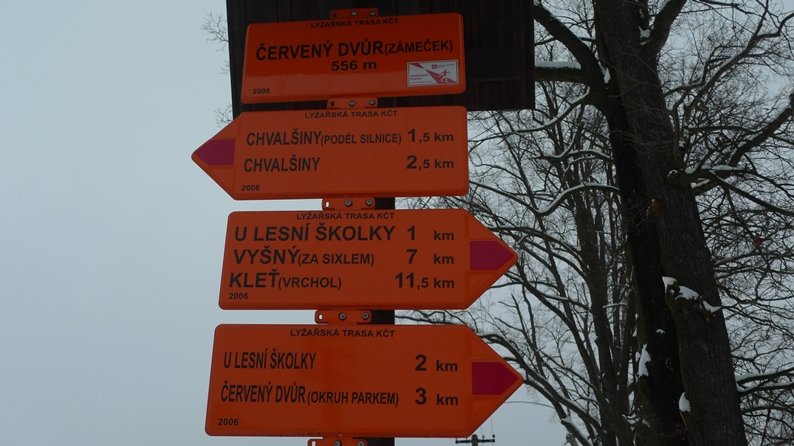 LYŽAŘSKÁ TRASA KČT
ČERVENÝ DVŮR (ZÁMEČEK)
556 m
2006
LYŽAŘSKÁ TRASA KČT
CHVALŠINY (PODÉL SILNICE) 1,5 km
CHVALŠINY 2,5 km
2006
LYŽAŘSKÁ TRASA KČT
U LESNÍ ŠKOLKY 1 km
VYŠNÝ (ZA SIXLEM) 7 km
KLEŤ (VRCHOL) 11,5 km
2006
LYŽAŘSKÁ TRASA KČT
U LESNÍ ŠKOLKY 2 km
ČERVENÝ DVŮR (OKRUH PARKEM) 3 km
2006